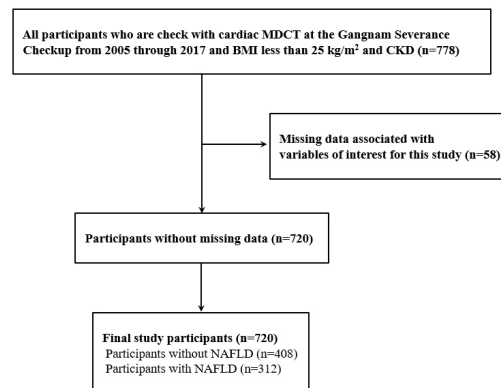 All participants who are check with cardiac MDCT at the Gangnam Severance
Checkup from 2005 through 2017 and BMI less than 25 kg/m² and CKD (n=778)
Missing data associated with
variables of interest for this study (n=58)
Participants without missing data (n=720)
Final study participants (n=720)
Participants without NAFLD (n=408)
Participants with NAFLD (n=312)